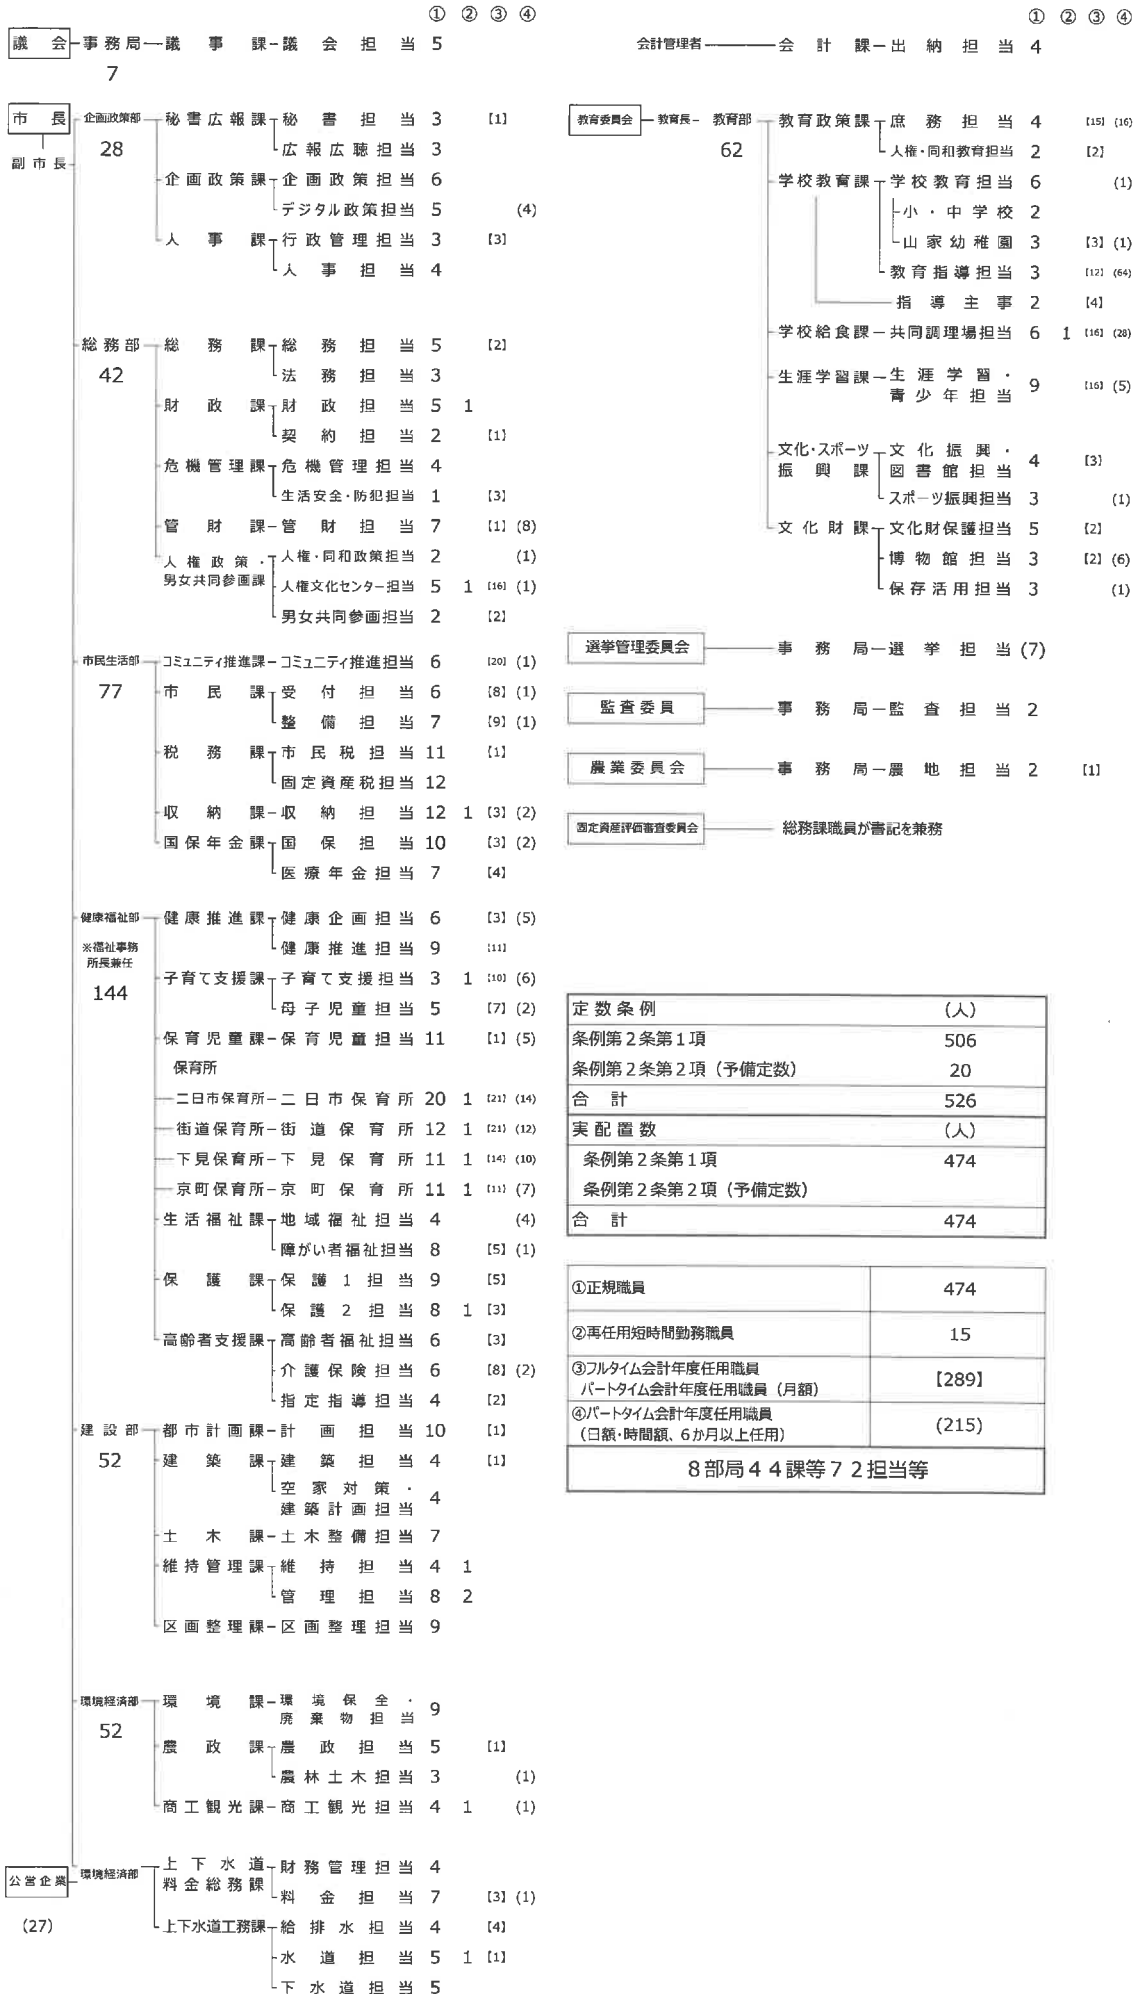 ① ② ③ ④
議会 事務局 議事課 議会担当 5
7
市長 企画政策部 秘書広報課 秘書担当 3 【1】
28 広報広聴担当 3
副市長
企画政策課 企画政策担当 6
デジタル政策担当 5 (4)
人事課 行政管理担当 3 【3】
人事担当 4
総務部 総務課 総務担当 5 【2】
42 法務担当 3
財政課 財政担当 5 1
契約担当 2 【1】
危機管理課 危機管理担当 4
生活安全・防犯担当 1 【3】
管財課 管財担当 7 【1】 (8)
人権政策・ 人権・同和政策担当 2 (1)
男女共同参画課 人権文化センター担当 5 1 【16】 (1)
男女共同参画担当 2 【2】
市民生活部 コミュニティ推進課 コミュニティ推進担当 6 【20】 (1)
77 市民課 受付担当 6 【8】 (1)
整備担当 7 【9】 (1)
税務課 市民税担当 11 【1】
固定資産税担当 12
収納課 収納担当 12 1 【3】 (2)
国保年金課 国保担当 10 【3】 (2)
医療年金担当 7 【4】
健康福祉部 健康推進課 健康企画担当 6 【3】 (5)
※福祉事務 健康推進担当 9 【11】
所長兼任
144 子育て支援課 子育て支援担当 3 1 【10】 (6)
母子児童担当 5 【7】 (2)
保育児童課 保育児童担当 11 【1】 (5)
保育所
二日市保育所 二日市保育所 20 1 【21】 (14)
街道保育所 街道保育所 12 1 【21】 (12)
下見保育所 下見保育所 11 1 【14】 (10)
京町保育所 京町保育所 11 1 【11】 (7)
生活福祉課 地域福祉担当 4 (4)
障がい者福祉担当 8 【5】 (1)
保護課 保護1担当 9 【5】
保護2担当 8 1 【3】
高齢者支援課 高齢者福祉担当 6 【3】
介護保険担当 6 【8】 (2)
指定指導担当 4 【2】
建設部 都市計画課 計画担当 10 【1】
52 建築課 建築担当 4 【1】
空家対策・
建築計画担当 4
土木課 土木整備担当 7
維持管理課 維持担当 4 1
管理担当 8 2
区画整理課 区画整理担当 9
環境経済部 環境課 環境保全・
廃棄物担当 9
52
農政課 農政担当 5 【1】
農林土木担当 3 (1)
商工観光課 商工観光担当 4 1 (1)
公営企業 環境経済部 上下水道 財務管理担当 4
料金総務課 料金担当 7 【3】 (1)
(27) 上下水道工務課 給排水担当 4 【4】
水道担当 5 1 【1】
下水道担当 5
① ② ③ ④
会計管理者 会計課 出納担当 4
教育委員会 教育長 教育部 教育政策課 庶務担当 4 【15】 (16)
62 人権・同和教育担当 2 【2】
学校教育課 学校教育担当 6 (1)
小・中学校 2
山家幼稚園 3 【3】 (1)
教育指導担当 3 【12】 (64)
指導主事 2 【4】
学校給食課 共同調理場担当 6 1 【16】 (28)
生涯学習課 生涯学習・
青少年担当 9 【16】 (5)
文化・スポーツ 文化振興・
振興課 図書館担当 4 【3】
スポーツ振興担当 3 (1)
文化財課 文化財保護担当 5 【2】
博物館担当 3 【2】 (6)
保存活用担当 3 (1)
選挙管理委員会 事務局 選挙担当 (7)
監査委員 事務局 監査担当 2
農業委員会 事務局 農地担当 2 【1】
固定資産評価審査委員会 総務課職員が書記を兼務
定数条例 (人)
条例第2条第1項 506
条例第2条第2項(予備定数) 20
合計 526
実配置数 (人)
条例第2条第1項 474
条例第2条第2項(予備定数)
合計 474
①正規職員 474
②再任用短時間勤務職員 15
③フルタイム会計年度任用職員
パートタイム会計年度任用職員(月額) 【289】
④パートタイム会計年度任用職員
(日額・時間額、6か月以上任用) (215)
8部局44課等72担当等